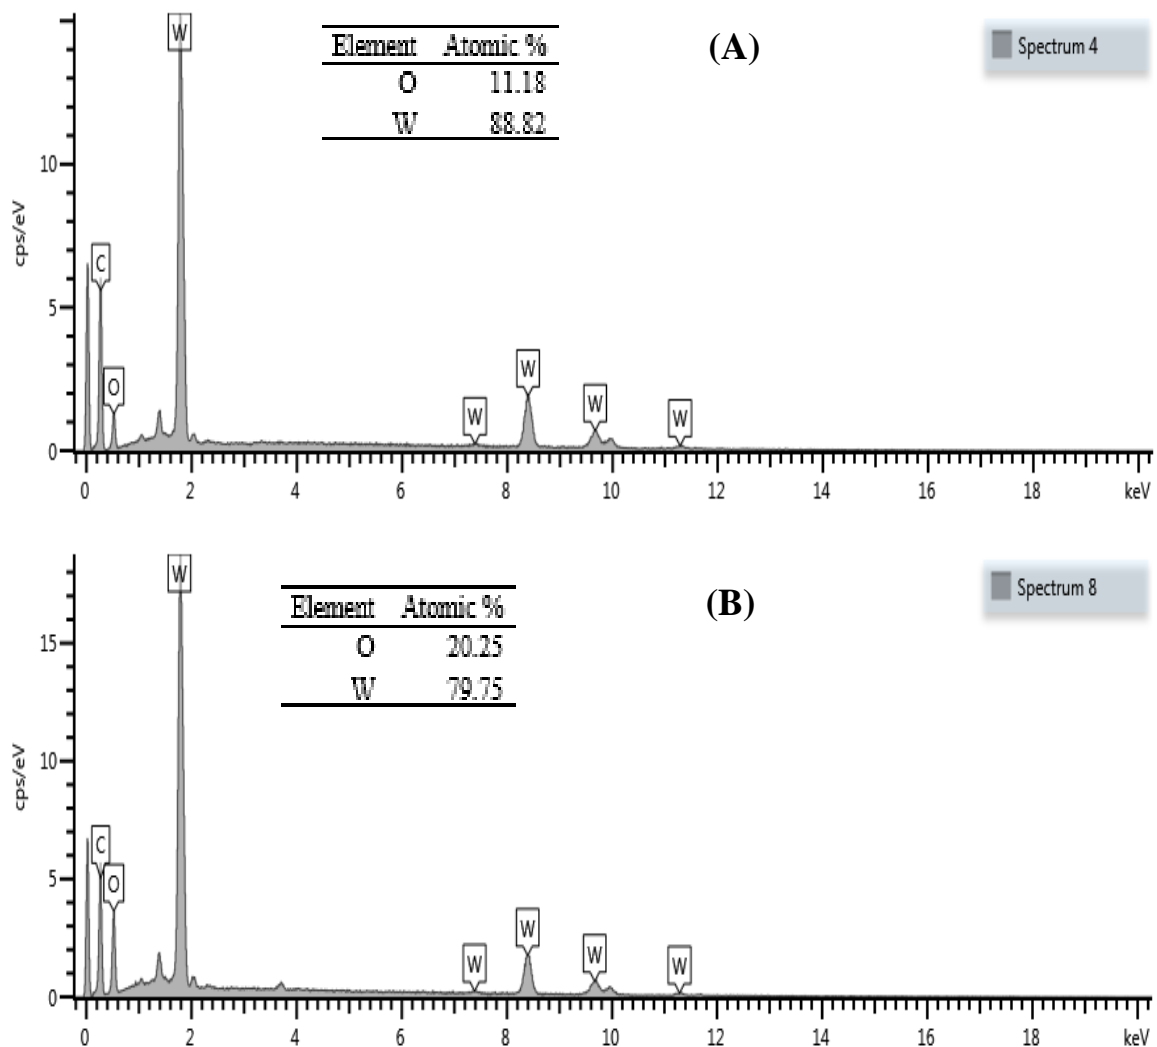 W
Element Atomic %
O 11.18
W 88.82
(A)
Spectrum 4
10
cps/eV
C
5
O
W
W
W
W
0
0 2 4 6 8 10 12 14 16 18 keV
W
Element Atomic %
O 20.25
W 79.75
(B)
Spectrum 8
15
10
cps/eV
C
5
O
W
W
W
W
0
0 2 4 6 8 10 12 14 16 18 keV